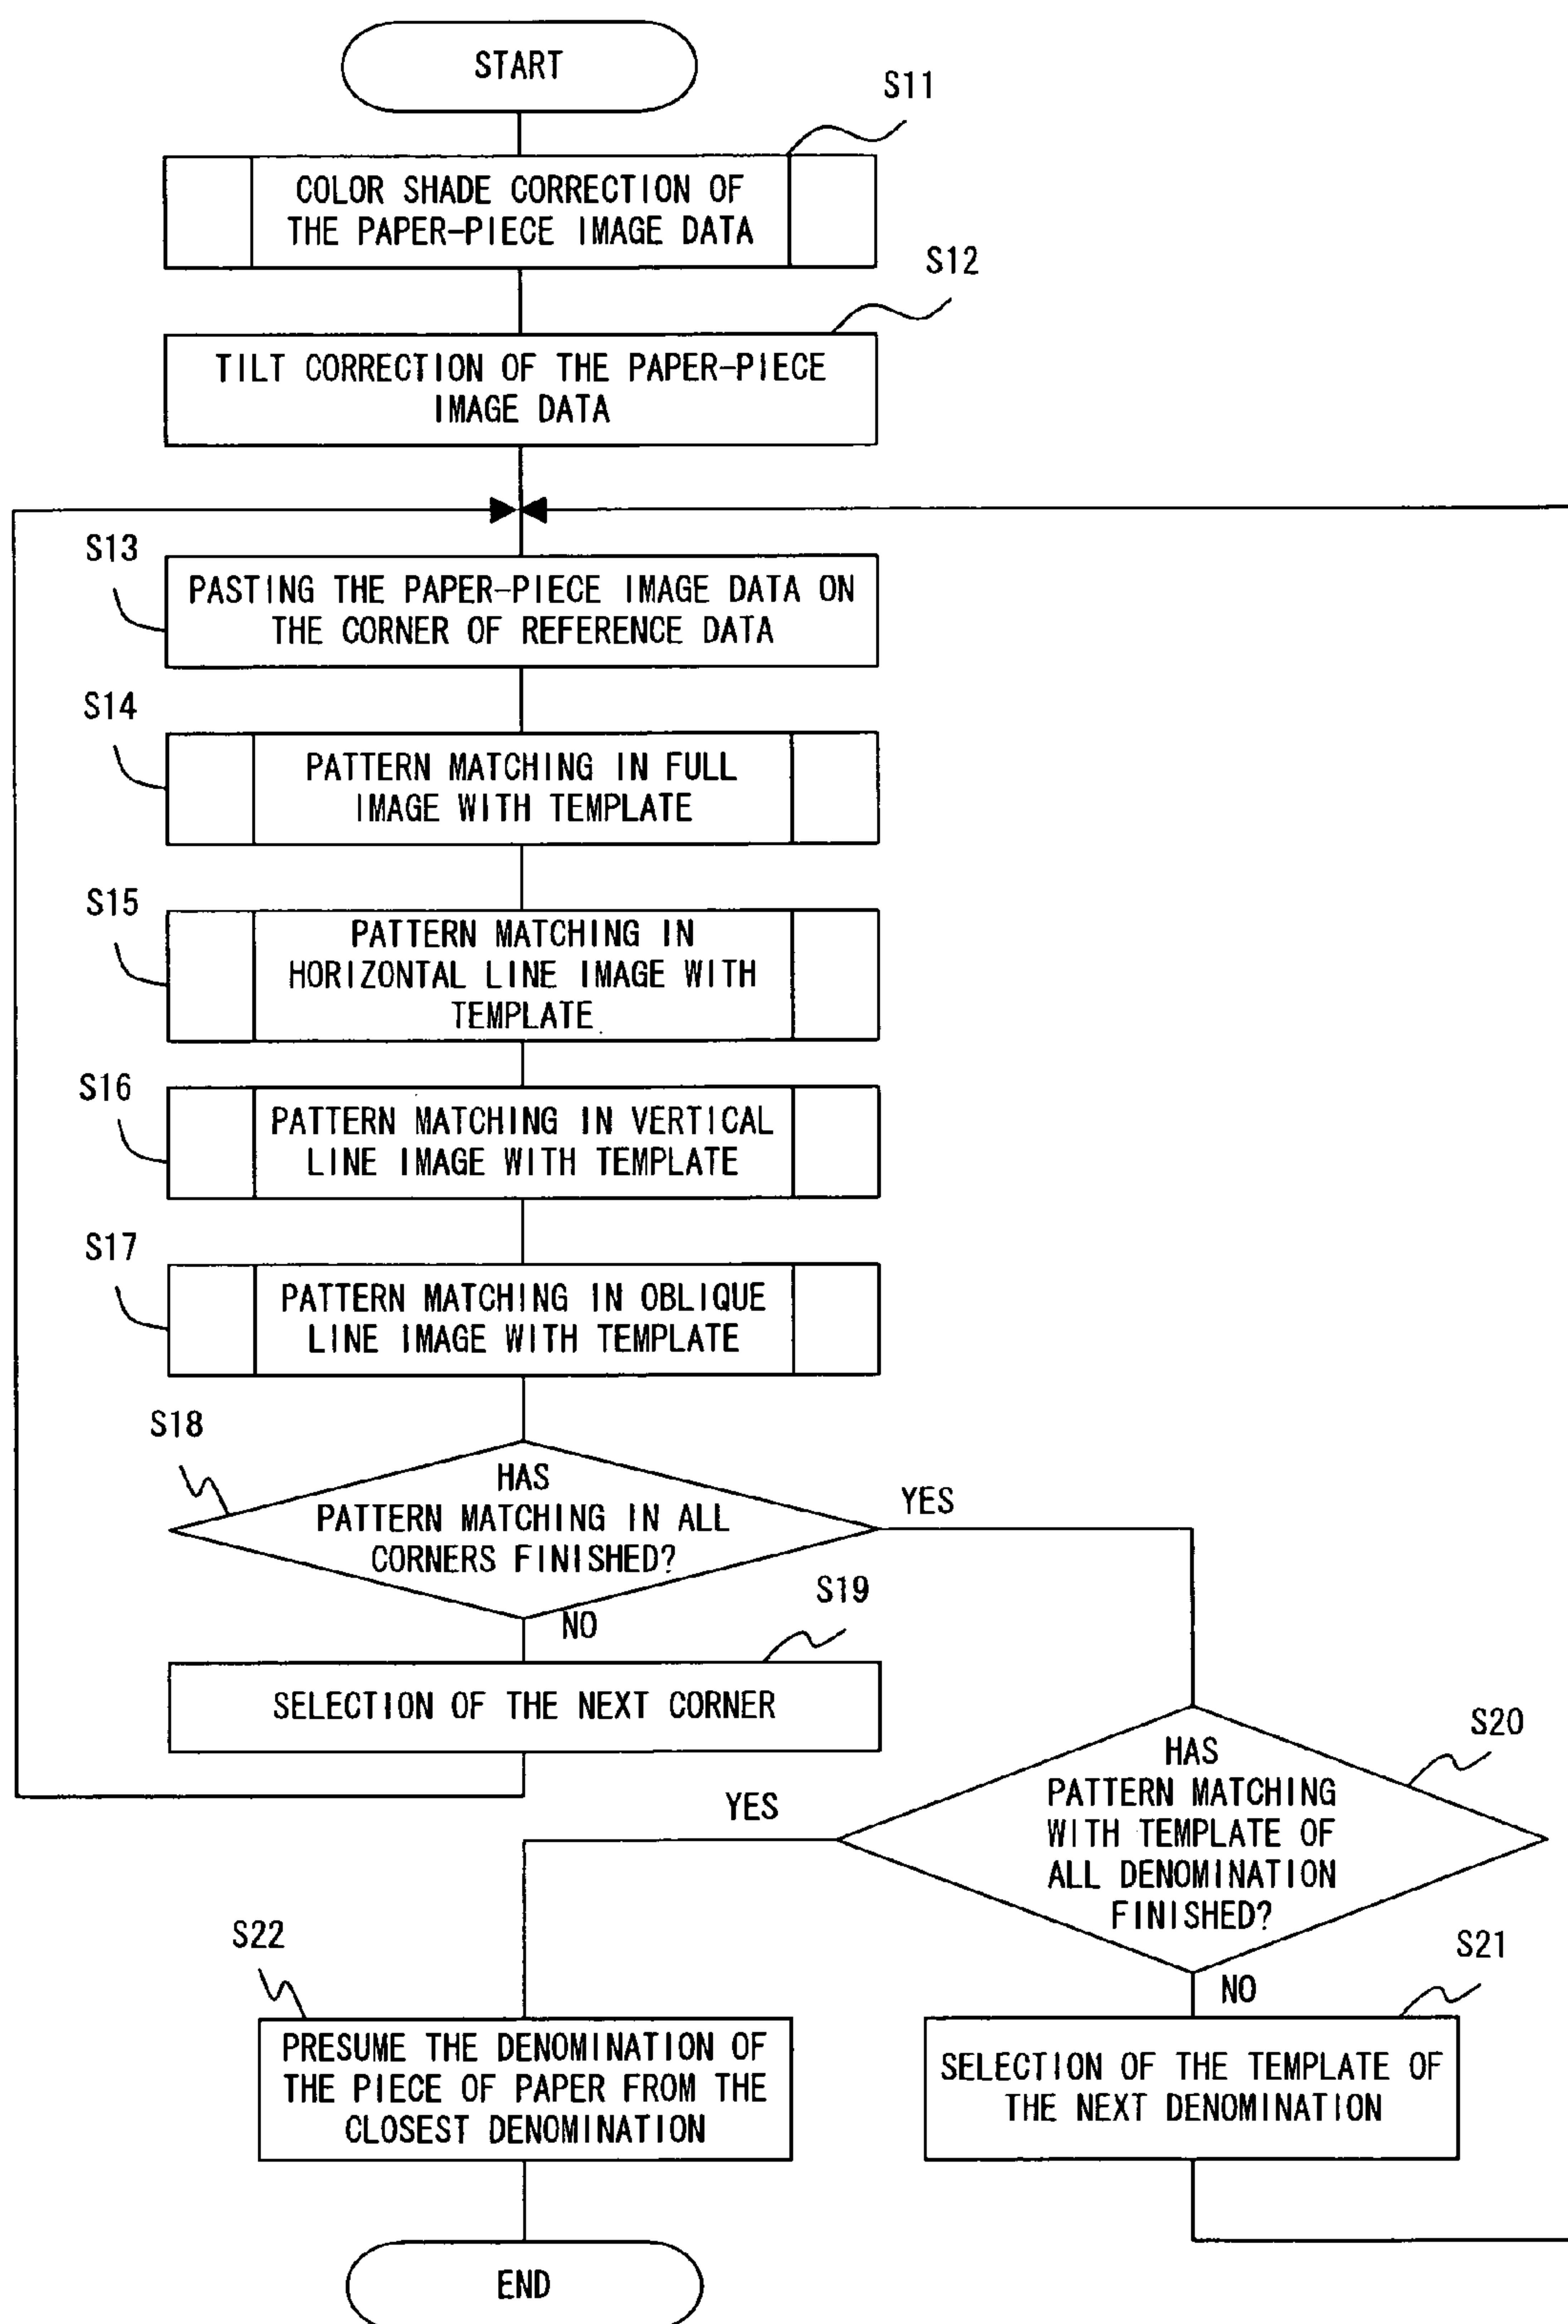 START
S11
COLOR SHADE CORRECTION OF
THE PAPER-PIECE IMAGE DATA
S12
TILT CORRECTION OF THE PAPER-PIECE
IMAGE DATA
S13
PASTING THE PAPER-PIECE IMAGE DATA ON
THE CORNER OF REFERENCE DATA
S14
PATTERN MATCHING IN FULL
IMAGE WITH TEMPLATE
S15
PATTERN MATCHING IN
HORIZONTAL LINE IMAGE WITH
TEMPLATE
S16
PATTERN MATCHING IN VERTICAL
LINE IMAGE WITH TEMPLATE
S17
PATTERN MATCHING IN OBLIQUE
LINE IMAGE WITH TEMPLATE
S18
HAS
PATTERN MATCHING IN ALL
CORNERS FINISHED?
YES
NO
S19
SELECTION OF THE NEXT CORNER
S20
HAS
PATTERN MATCHING
WITH TEMPLATE OF
ALL DENOMINATION
FINISHED?
YES
NO
S21
SELECTION OF THE TEMPLATE OF
THE NEXT DENOMINATION
S22
PRESUME THE DENOMINATION OF
THE PIECE OF PAPER FROM THE
CLOSEST DENOMINATION
END